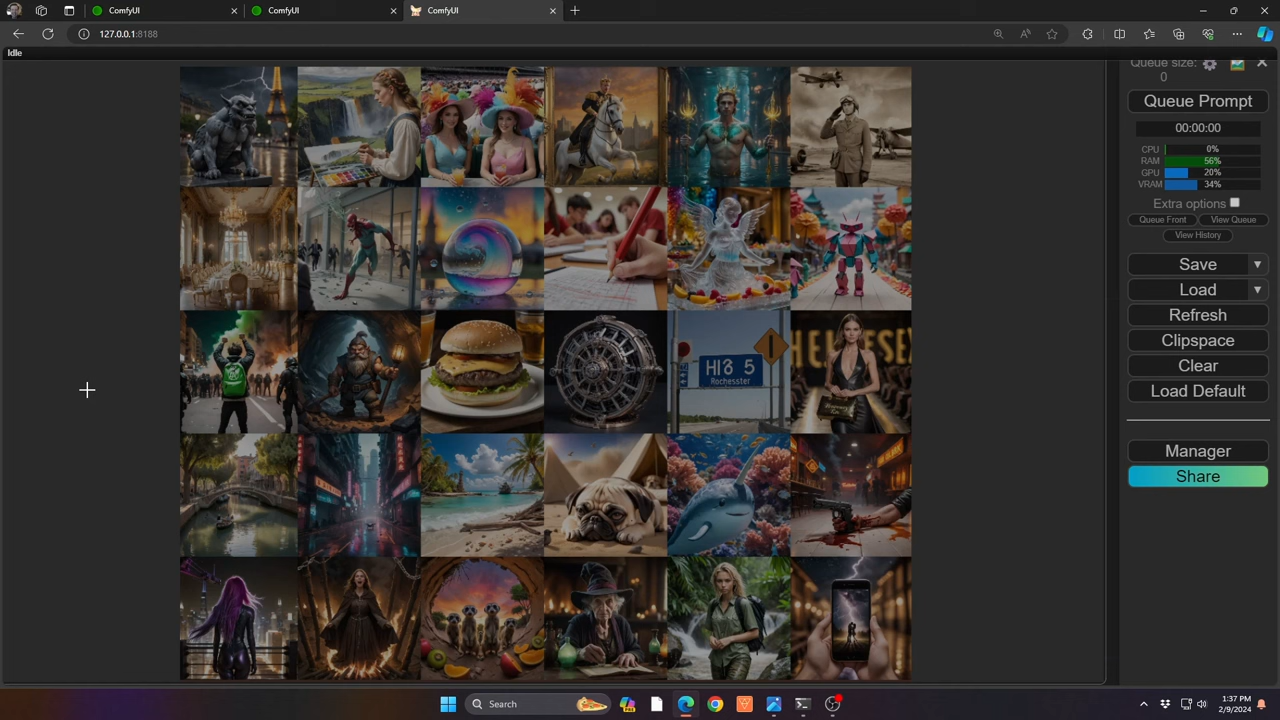 ComfyUI
ComfyUI
ComfyUI
127.0.0.1:8188
Idle
Queue size:
0
Queue Prompt
00:00:00
CPU 0%
RAM 56%
GPU 20%
VRAM 34%
Extra options
Queue Front
View Queue
View History
Save
Load
Refresh
Clipspace
Clear
Load Default
Manager
Share
Rochesster
Search
1:37 PM
2/9/2024